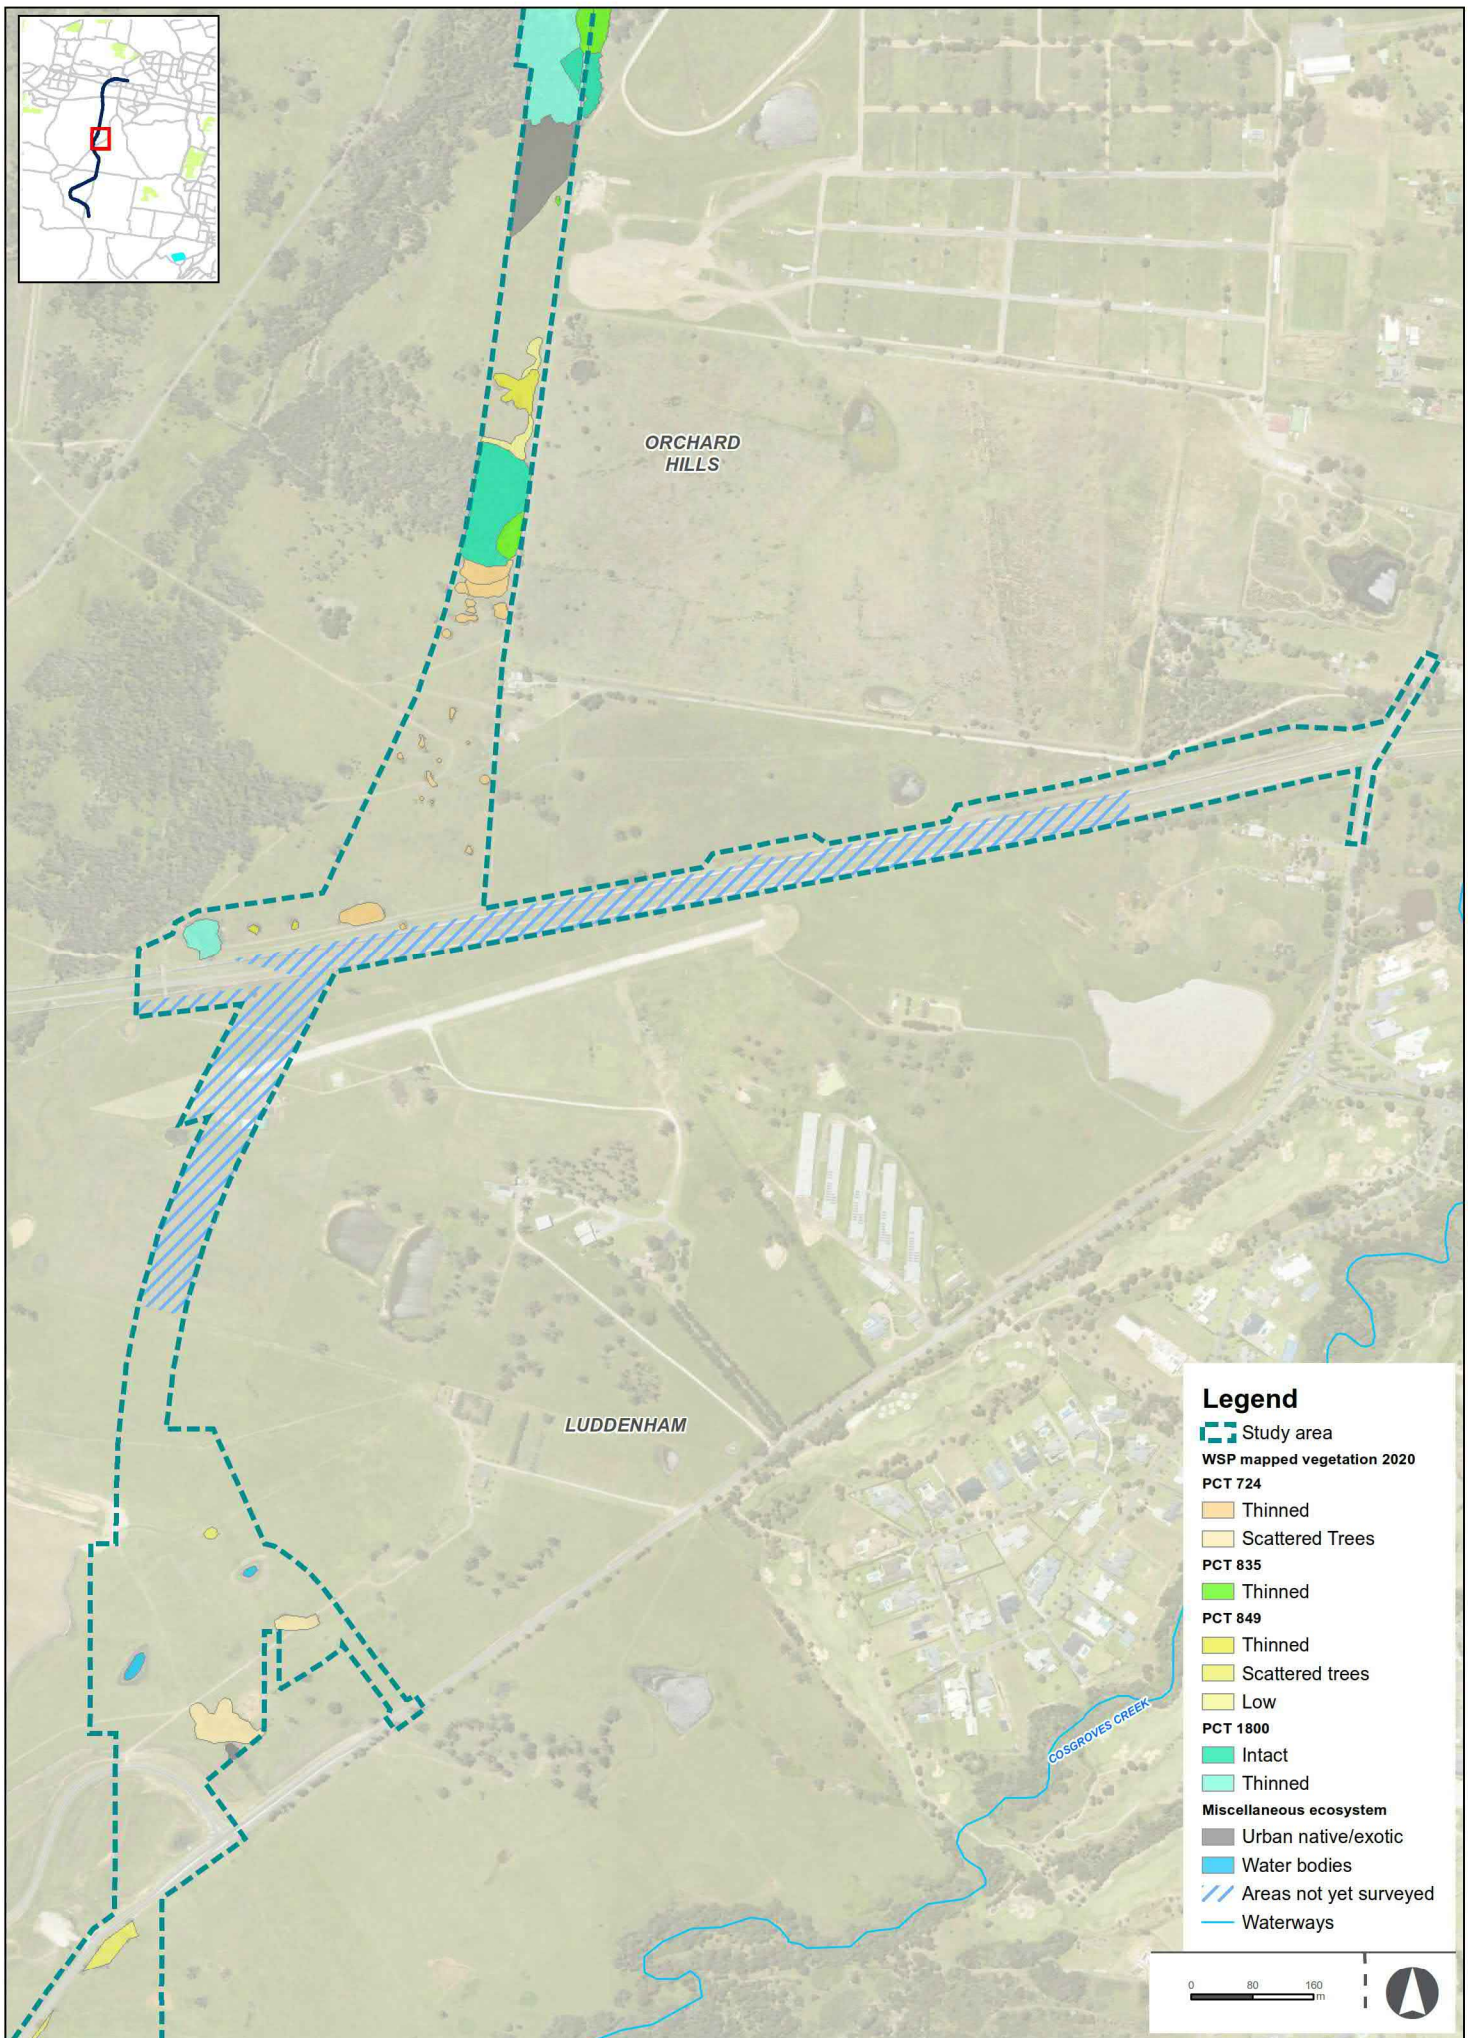 ORCHARD
HILLS
LUDDENHAM
COSGROVES CREEK
Legend
Study area
WSP mapped vegetation 2020
PCT 724
Thinned
Scattered Trees
PCT 835
Thinned
PCT 849
Thinned
Scattered trees
Low
PCT 1800
Intact
Thinned
Miscellaneous ecosystem
Urban native/exotic
Water bodies
Areas not yet surveyed
Waterways
0 80 160
m